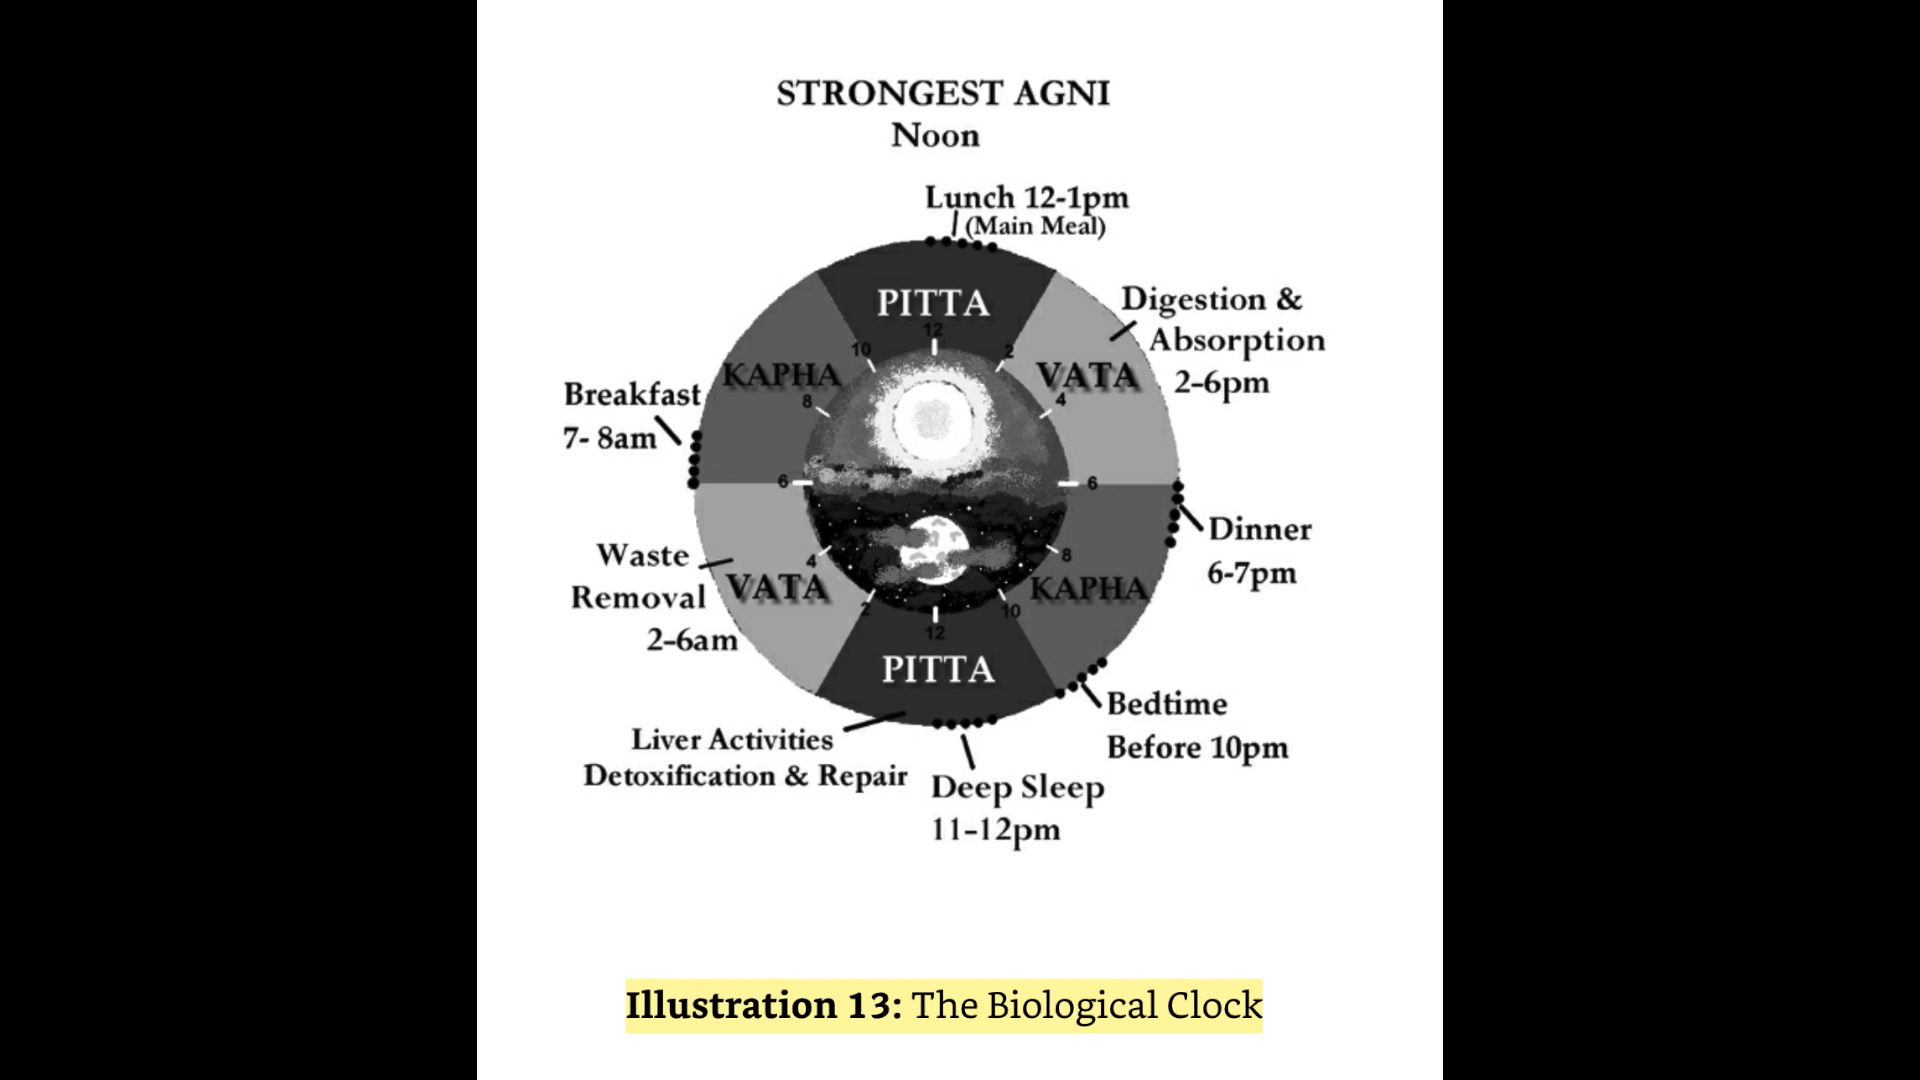 STRONGEST AGNI
Noon
Lunch 12-1pm
(Main Meal)
PITTA
12
10
2
Digestion &
Absorption
2-6pm
KAPHA
VATA
8
4
Breakfast
7- 8am
6
6
Dinner
6-7pm
Waste
Removal
2-6am
4
8
VATA
KAPHA
2
10
12
PITTA
Bedtime
Before 10pm
Liver Activities
Detoxification & Repair
Deep Sleep
11-12pm
Illustration 13: The Biological Clock